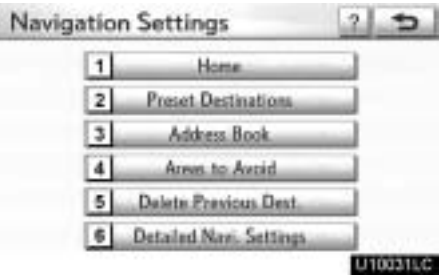 Navigation Settings ?
1 Home
2 Preset Destinations
3 Address Book
4 Areas to Avoid
5 Delete Previous Dest.
6 Detailed Navi. Settings
U10031LC